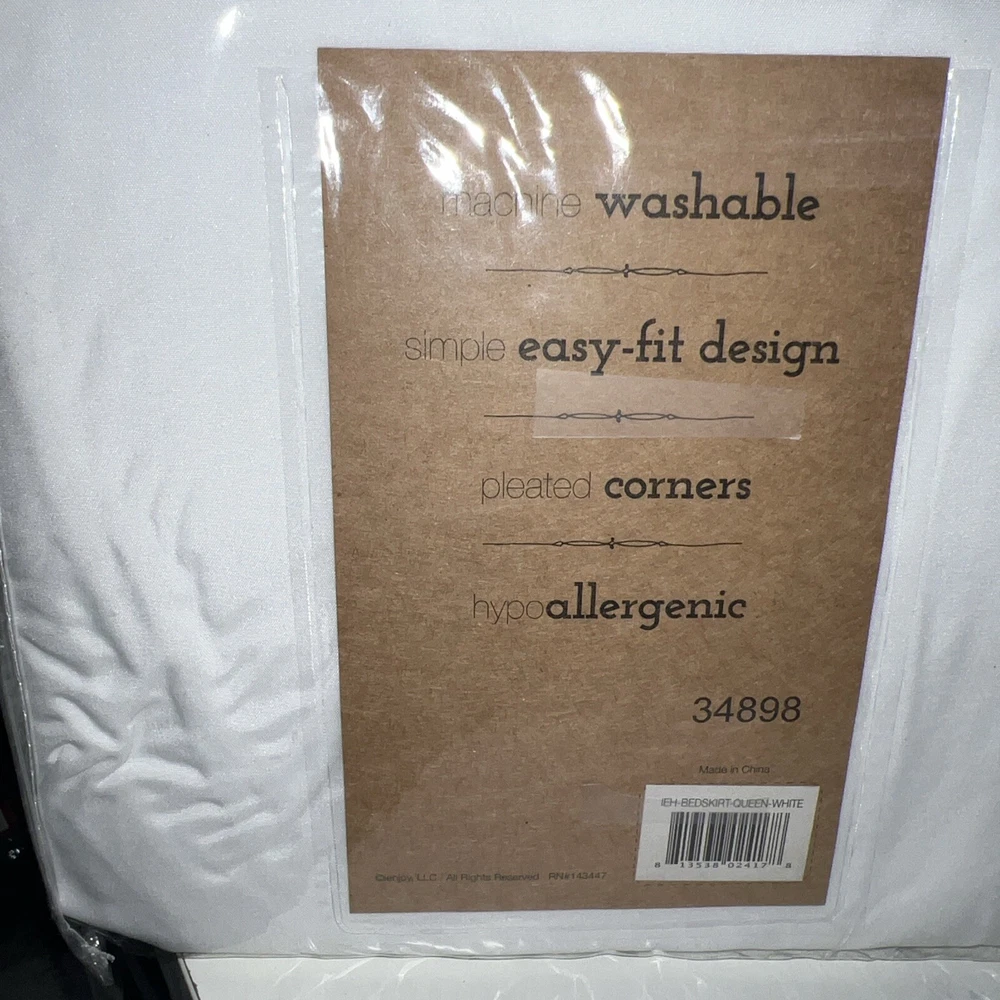 machine washable
simple easy-fit design
pleated corners
hypoallergenic
34898
Made in China
IEH-BEDSKIRT-QUEEN-WHITE
8 13538 02417 8
©ienjoy, LLC / All Rights Reserved RN#143447